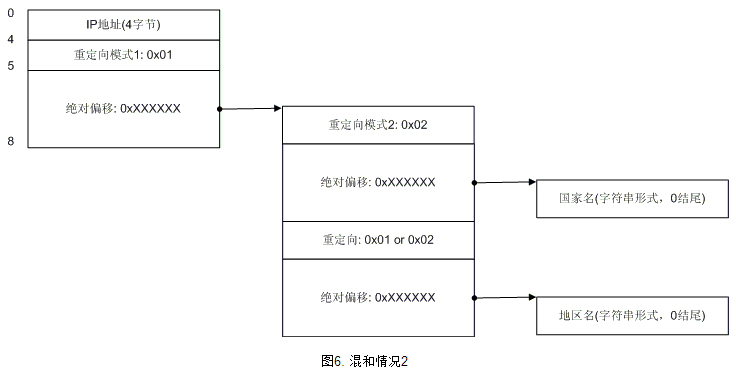 0
IP地址(4字节)
4
重定向模式1: 0x01
5
绝对偏移: 0xXXXXXX
8
重定向模式2: 0x02
绝对偏移: 0xXXXXXX
国家名(字符串形式，0结尾)
重定向: 0x01 or 0x02
绝对偏移: 0xXXXXXX
地区名(字符串形式，0结尾)
图6. 混和情况2